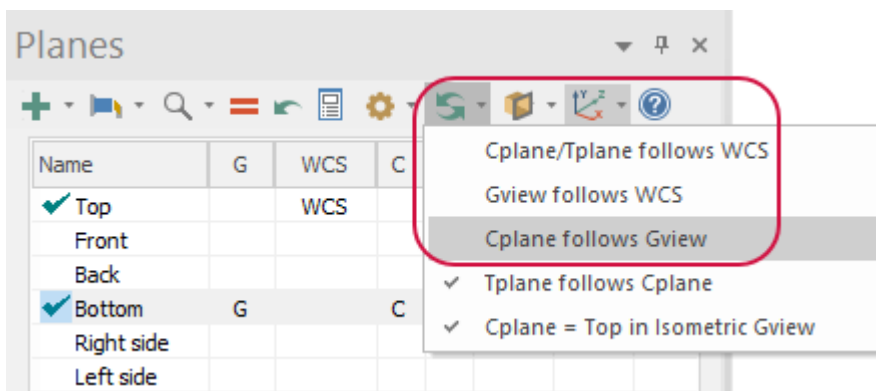 Planes
Name G WCS C
Top WCS
Front
Back
Bottom G C
Right side
Left side
Cplane/Tplane follows WCS
Gview follows WCS
Cplane follows Gview
Tplane follows Cplane
Cplane = Top in Isometric Gview